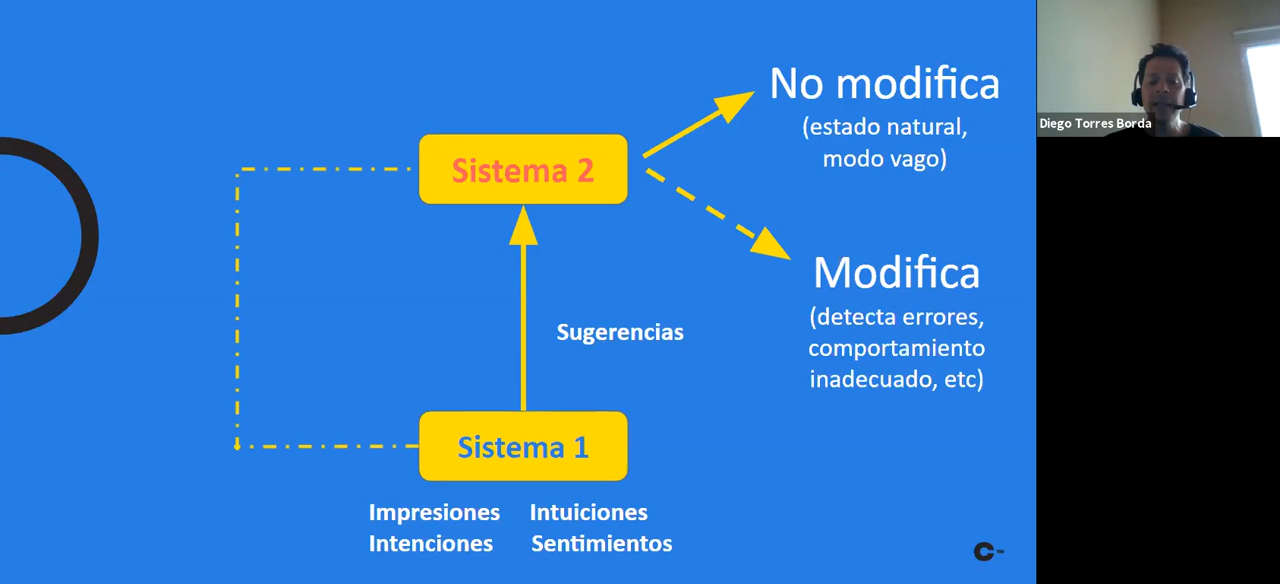 No modifica
(estado natural,
modo vago)
Diego Torres Borda
Sistema 2
Modifica
(detecta errores,
comportamiento
inadecuado, etc)
Sugerencias
Sistema 1
Impresiones Intuiciones
Intenciones Sentimientos
C-